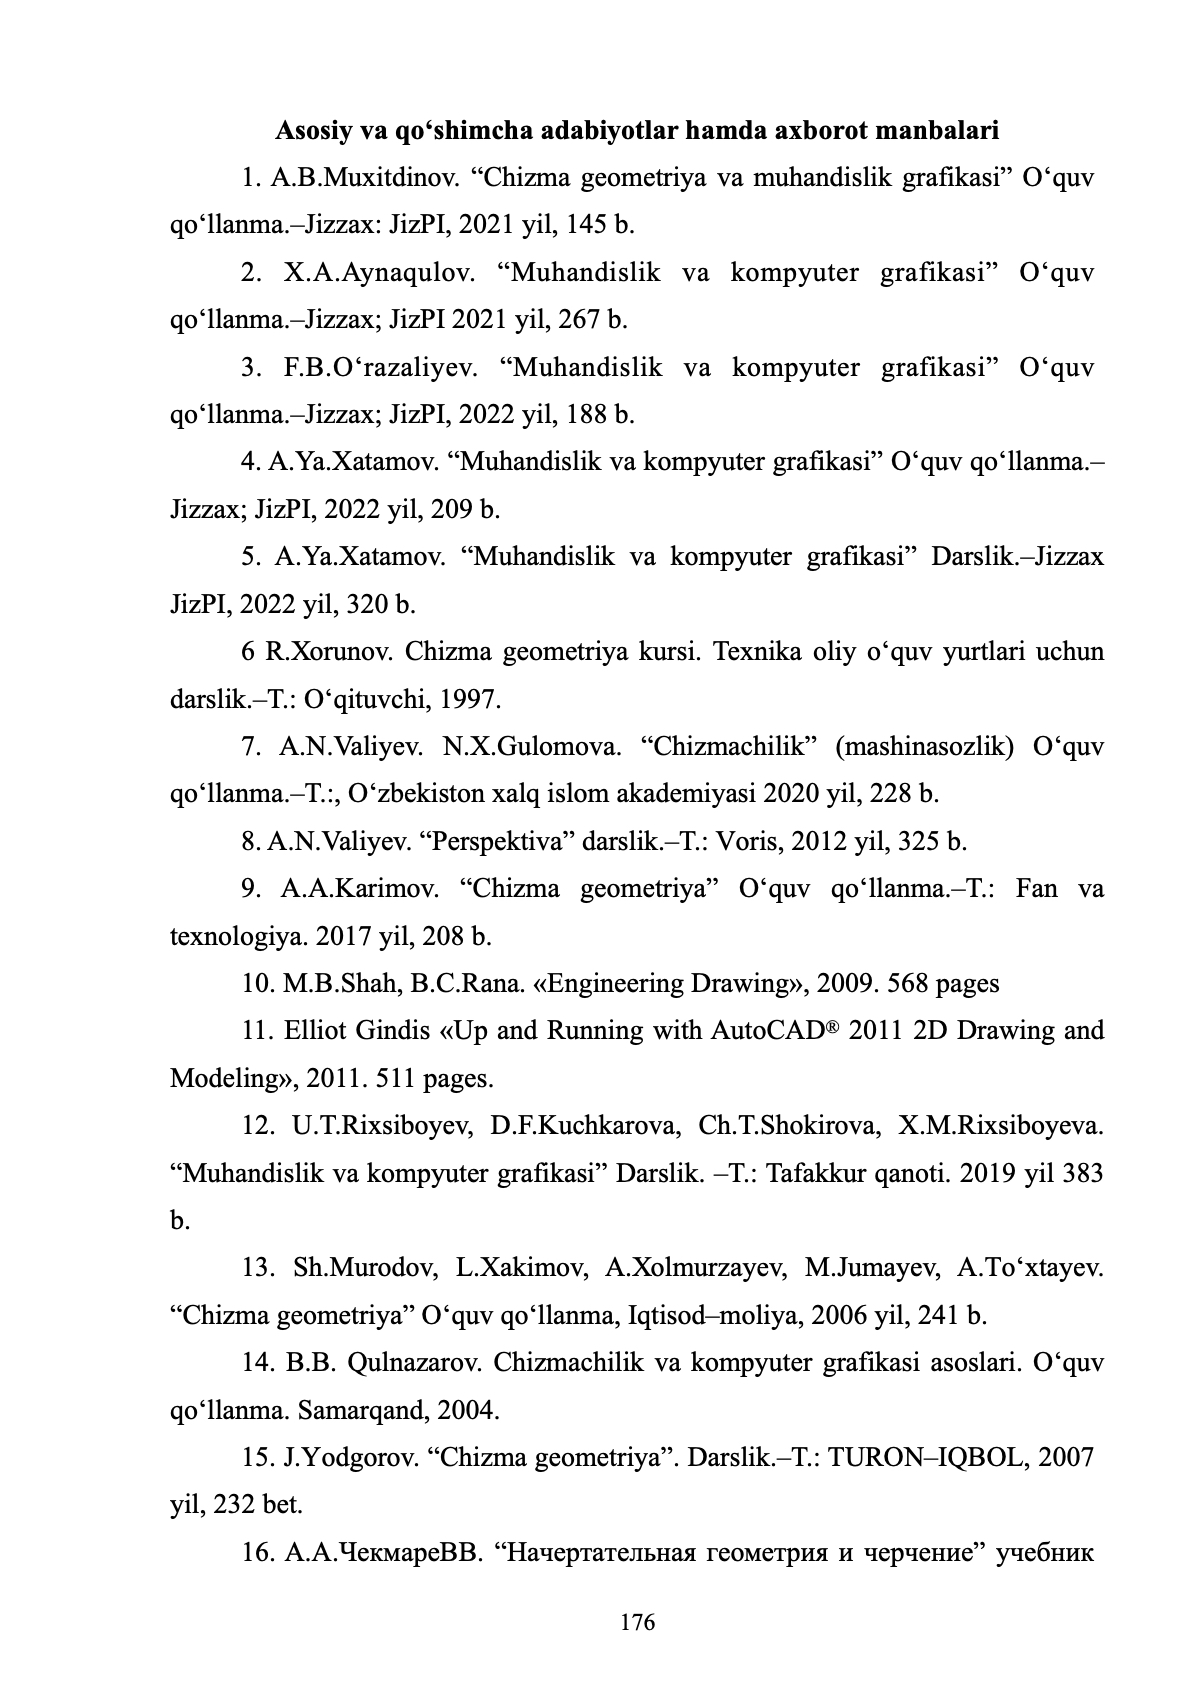 Asosiy va qo‘shimcha adabiyotlar hamda axborot manbalari
1. A.B.Muxitdinov. “Chizma geometriya va muhandislik grafikasi” O‘quv
qo‘llanma.–Jizzax: JizPI, 2021 yil, 145 b.
2. X.A.Aynaqulov. “Muhandislik va kompyuter grafikasi” O‘quv
qo‘llanma.–Jizzax; JizPI 2021 yil, 267 b.
3. F.B.O‘razaliyev. “Muhandislik va kompyuter grafikasi” O‘quv
qo‘llanma.–Jizzax; JizPI, 2022 yil, 188 b.
4. A.Ya.Xatamov. “Muhandislik va kompyuter grafikasi” O‘quv qo‘llanma.–
Jizzax; JizPI, 2022 yil, 209 b.
5. A.Ya.Xatamov. “Muhandislik va kompyuter grafikasi” Darslik.–Jizzax
JizPI, 2022 yil, 320 b.
6 R.Xorunov. Chizma geometriya kursi. Texnika oliy o‘quv yurtlari uchun
darslik.–T.: O‘qituvchi, 1997.
7. A.N.Valiyev. N.X.Gulomova. “Chizmachilik” (mashinasozlik) O‘quv
qo‘llanma.–T.:, O‘zbekiston xalq islom akademiyasi 2020 yil, 228 b.
8. A.N.Valiyev. “Perspektiva” darslik.–T.: Voris, 2012 yil, 325 b.
9. A.A.Karimov. “Chizma geometriya” O‘quv qo‘llanma.–T.: Fan va
texnologiya. 2017 yil, 208 b.
10. M.B.Shah, B.C.Rana. «Engineering Drawing», 2009. 568 pages
11. Elliot Gindis «Up and Running with AutoCAD® 2011 2D Drawing and
Modeling», 2011. 511 pages.
12. U.T.Rixsiboyev, D.F.Kuchkarova, Ch.T.Shokirova, X.M.Rixsiboyeva.
“Muhandislik va kompyuter grafikasi” Darslik. –T.: Tafakkur qanoti. 2019 yil 383
b.
13. Sh.Murodov, L.Xakimov, A.Xolmurzayev, M.Jumayev, A.To‘xtayev.
“Chizma geometriya” O‘quv qo‘llanma, Iqtisod–moliya, 2006 yil, 241 b.
14. B.B. Qulnazarov. Chizmachilik va kompyuter grafikasi asoslari. O‘quv
qo‘llanma. Samarqand, 2004.
15. J.Yodgorov. “Chizma geometriya”. Darslik.–T.: TURON–IQBOL, 2007
yil, 232 bet.
16. А.А.ЧекмареВВ. “Начертательная геометрия и черчение” учебник
176